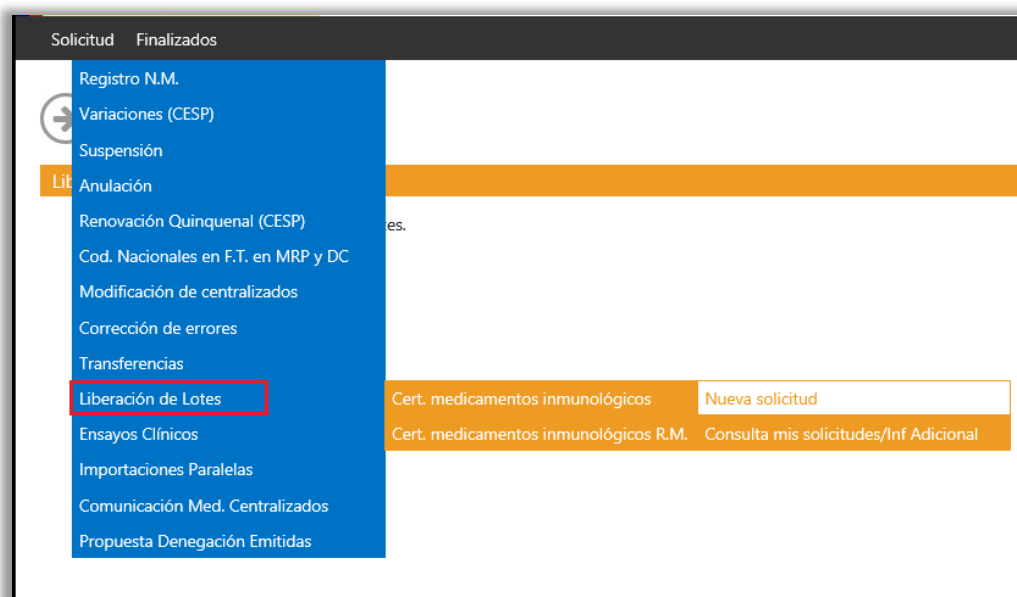 Solicitud Finalizados
Registro N.M.
Variaciones (CESP)
Suspensión
Lib
Anulación
Renovación Quinquenal (CESP)
es.
Cod. Nacionales en F.T. en MRP y DC
Modificación de centralizados
Corrección de errores
Transferencias
Liberación de Lotes
Cert. medicamentos inmunológicos
Nueva solicitud
Ensayos Clínicos
Cert. medicamentos inmunológicos R.M.
Consulta mis solicitudes/Inf Adicional
Importaciones Paralelas
Comunicación Med. Centralizados
Propuesta Denegación Emitidas